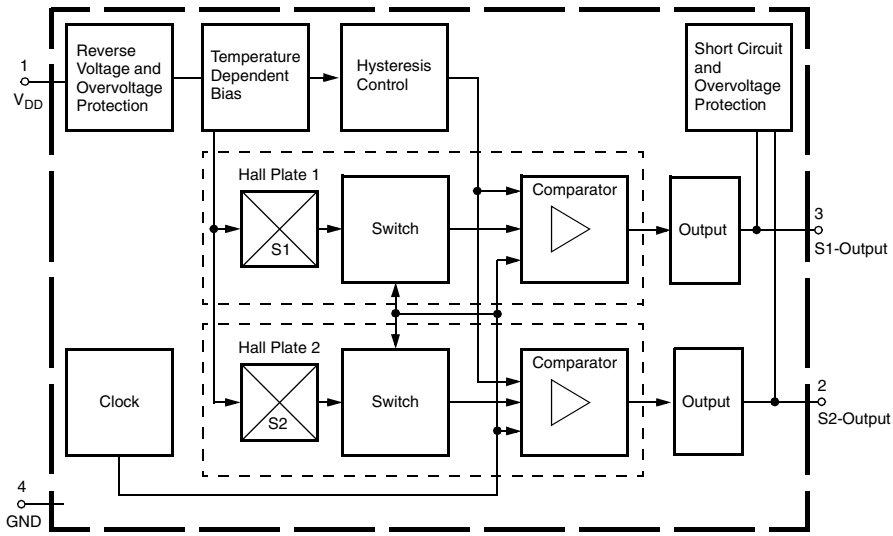 1
V_DD
Reverse
Voltage and
Overvoltage
Protection
Temperature
Dependent
Bias
Hysteresis
Control
Short Circuit
and
Overvoltage
Protection
Hall Plate 1
S1
Switch
Comparator
Output
3
S1-Output
Hall Plate 2
S2
Switch
Comparator
Output
2
S2-Output
Clock
4
GND